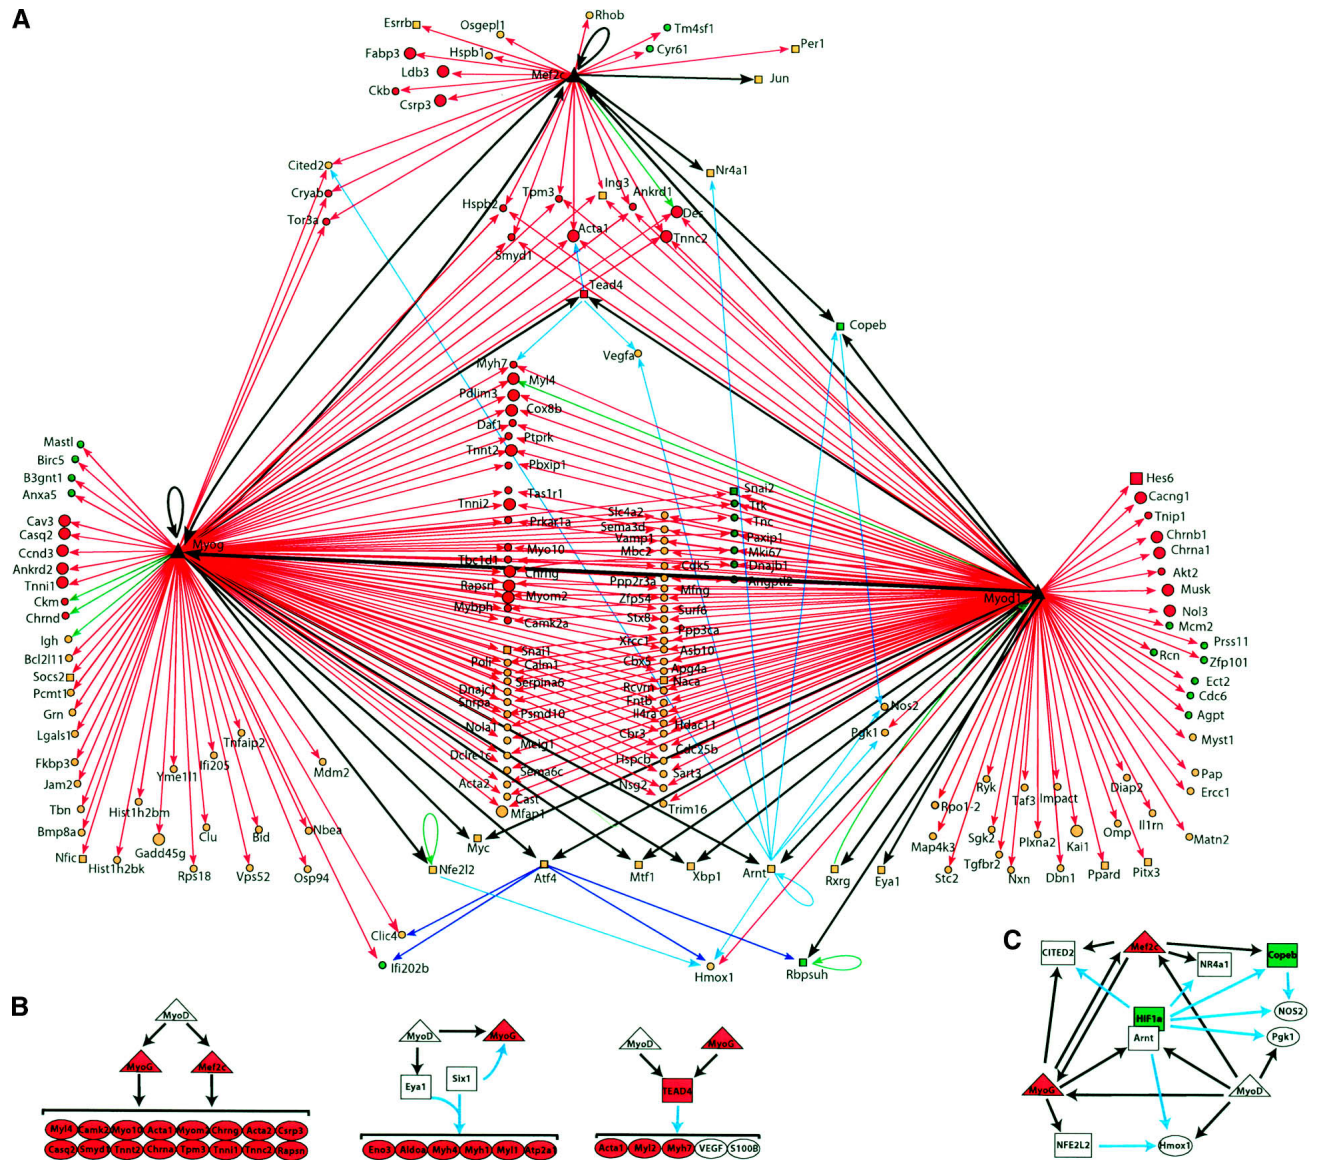 A
Esrrb
Osgepl1
Rhob
Tm4sf1
Fabp3
Hspb1
Cyr61
Per1
Ldb3
Mef2c
Jun
Ckb
Csrp3
Cited2
Nr4a1
Cryab
Tpm3
Ing3
Ankrd1
Tor3a
Hspb2
Des
Acta1
Tnnc2
Smyd1
Tead4
Copeb
Myh7
Vegfa
Myl4
Pdlim3
Cox8b
Daf1
Ptprk
Tnnt2
Pbxip1
Mastl
Birc5
B3gnt1
Anxa5
Tas1r1
Snai2
Hes6
Tnni2
Ttk
Cacng1
Slc4a2
Cav3
Prkar1a
Tnc
Tnip1
Casq2
Sema3d
Vamp1
Paxip1
Chrnb1
Myog
Myo10
Mbc2
Mki67
Chrna1
Ccnd3
Tbc1d1
Cdk5
Dnajb1
Ankrd2
Chrng
Ppp2r3a
Angptl2
Akt2
Tnni1
Rapsn
Mfng
Musk
Ckm
Myom2
Zfp54
Myod1
Mybph
Surf6
Nol3
Chrnd
Camk2a
Stx8
Ppp3ca
Mcm2
Igh
Xrcc1
Asb10
Prss11
Bcl2l11
Snai1
Poli
Calm1
Cbx5
Apg4a
Rcn
Zfp101
Socs2
Serpina6
Naca
Ect2
Pcmt1
Dnajc1
Rcvrn
Cdc6
Snrpa
Fntb
Nos2
Grn
Psmd10
Il4ra
Agpt
Lgals1
Nola1
Hdac11
Pgk1
Myst1
Tnfaip2
Melg1
Cbr3
Fkbp3
Ifi205
Dclre1c
Cdc25b
Yme1l1
Mdm2
Sema6c
Hspcb
Pap
Jam2
Acta2
Sart3
Ryk
Taf3
Impact
Diap2
Ercc1
Nsg2
Tbn
Hist1h2bm
Cast
Trim16
Rpo1-2
Mfap1
Il1rn
Bmp8a
Clu
Bid
Nbea
Myc
Map4k3
Sgk2
Plxna2
Kai1
Omp
Matn2
Nfic
Gadd45g
Tgfbr2
Hist1h2bk
Rps18
Vps52
Osp94
Nfe2l2
Atf4
Mtf1
Xbp1
Arnt
Rxrg
Eya1
Stc2
Nxn
Dbn1
Ppard
Pitx3
Clic4
Ifi202b
Hmox1
Rbpsuh
B
MyoD
MyoG
Mef2c
Myl4 Camk2 Myo10 Acta1 Myom2 Chrng Acta2 Csrp3
Casq2 Smyd1 Tnnt2 Chrna Tpm3 Tnni1 Tnnc2 Rapsn
MyoD
MyoG
Eya1
Six1
Eno3 Aldoa Myh4 Myh1 Myl1 Atp2a1
MyoD
MyoG
TEAD4
Acta1 Myl2 Myh2 VEGF S100B
C
CITED2
Mef2c
NR4a1
Copeb
HIF1a
NOS2
Arnt
Pgk1
MyoG
MyoD
NFE2L2
Hmox1